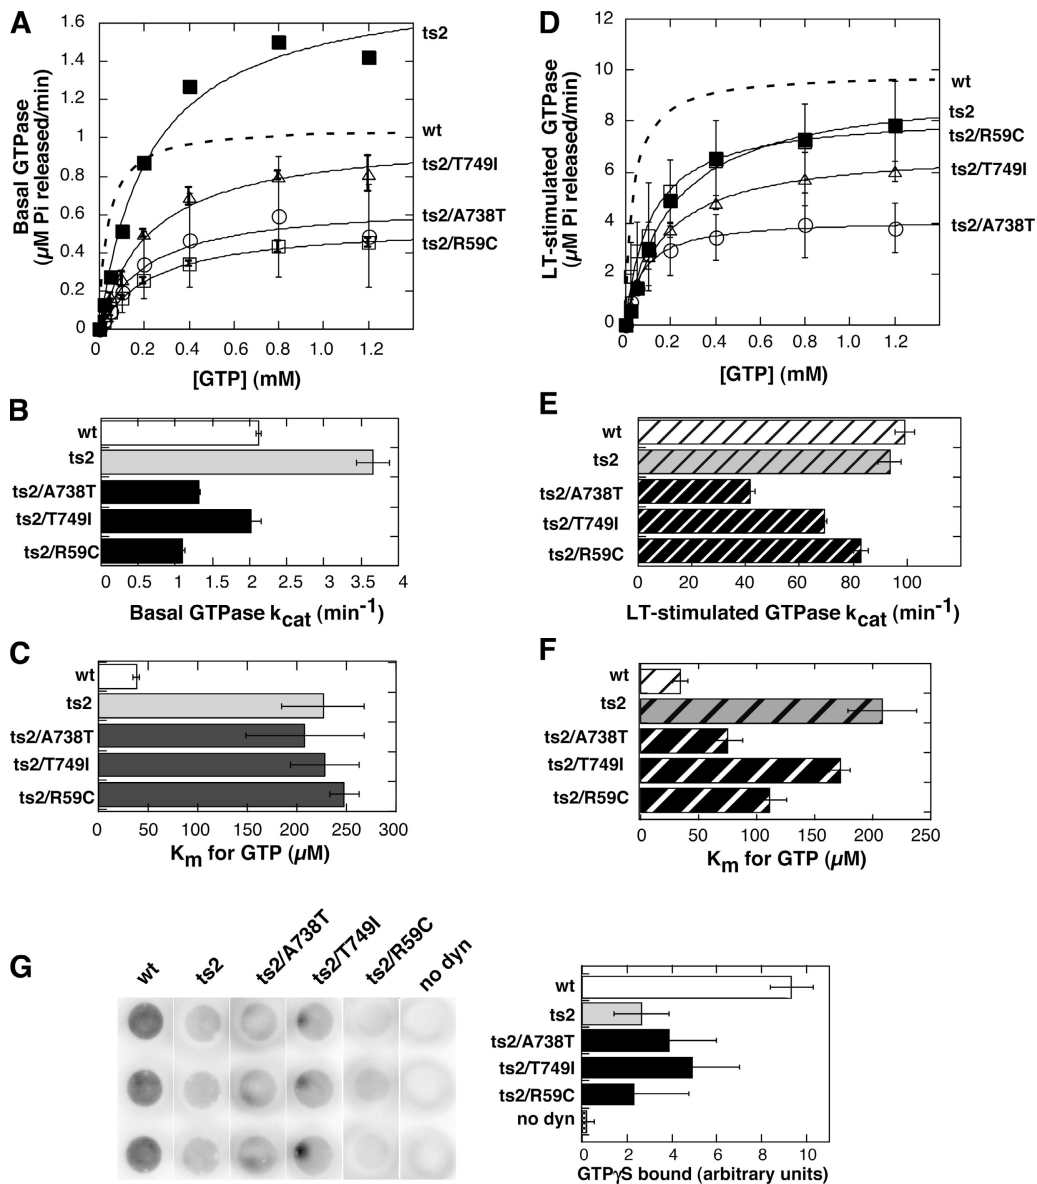 A
Basal GTPase
(µM Pi released/min)
1.6
1.4
1.2
1
0.8
0.6
0.4
0.2
0
0 0.2 0.4 0.6 0.8 1.0 1.2
[GTP] (mM)
ts2
wt
ts2/T749I
ts2/A738T
ts2/R59C
D
LT-stimulated GTPase
(µM Pi released/min)
12
10
8
6
4
2
0
0 0.2 0.4 0.6 0.8 1.0 1.2
[GTP] (mM)
wt
ts2
ts2/R59C
ts2/T749I
ts2/A738T
B
wt
ts2
ts2/A738T
ts2/T749I
ts2/R59C
0 0.5 1 1.5 2 2.5 3 3.5 4
Basal GTPase kcat (min-1)
E
wt
ts2
ts2/A738T
ts2/T749I
ts2/R59C
0 20 40 60 80 100
LT-stimulated GTPase kcat (min-1)
C
wt
ts2
ts2/A738T
ts2/T749I
ts2/R59C
0 50 100 150 200 250 300
Km for GTP (µM)
F
wt
ts2
ts2/A738T
ts2/T749I
ts2/R59C
0 50 100 150 200 250
Km for GTP (µM)
G
wt ts2 ts2/A738T ts2/T749I ts2/R59C no dyn
wt
ts2
ts2/A738T
ts2/T749I
ts2/R59C
no dyn
0 2 4 6 8 10
GTPγS bound (arbitrary units)